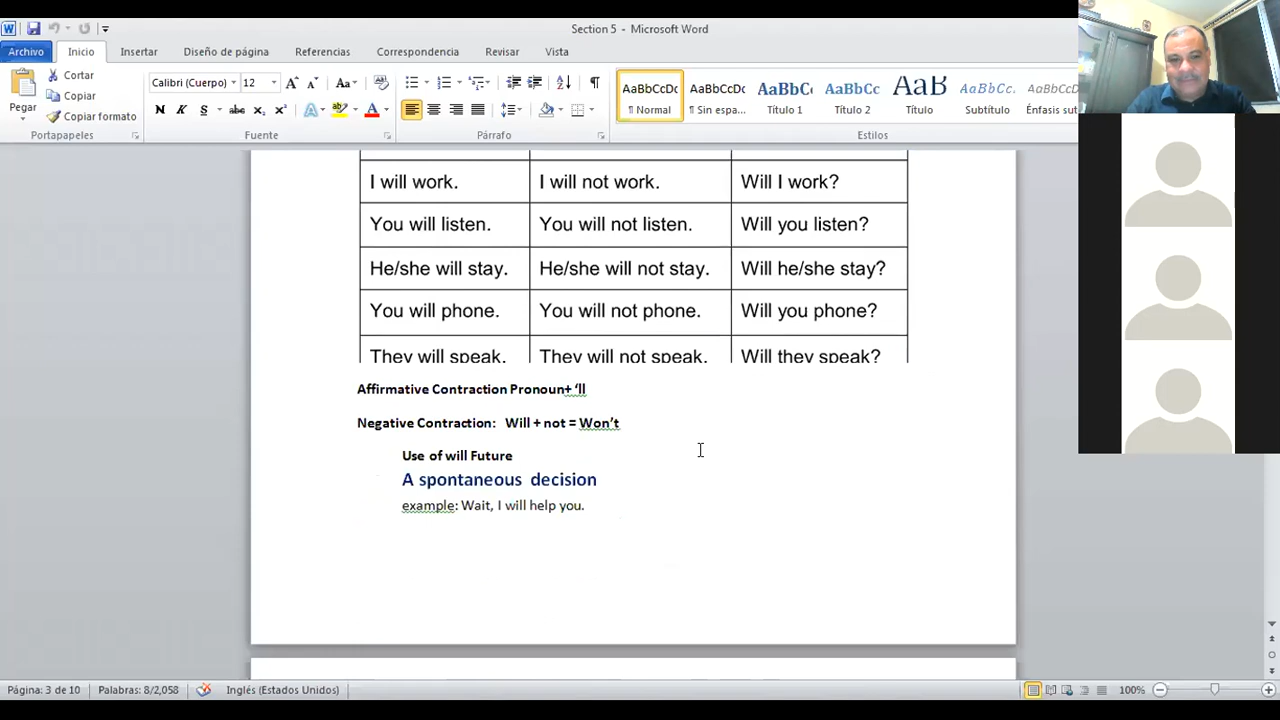 Section 5 - Microsoft Word
Archivo Inicio Insertar Diseño de página Referencias Correspondencia Revisar Vista
Pegar
Cortar
Copiar
Copiar formato
Portapapeles
Calibri (Cuerpo) 12
N K S abc x₂ x²
Fuente
Párrafo
AaBbCcDc AaBbCcDc AaBbC AaBbCc AaB AaBbCc. AaBbCcDc
¶ Normal ¶ Sin espa... Título 1 Título 2 Título Subtítulo Énfasis sut
Estilos
I will work. I will not work. Will I work?
You will listen. You will not listen. Will you listen?
He/she will stay. He/she will not stay. Will he/she stay?
You will phone. You will not phone. Will you phone?
They will speak. They will not speak. Will they speak?
Affirmative Contraction Pronoun+ ‘ll
Negative Contraction: Will + not = Won’t
Use of will Future
A spontaneous decision
example: Wait, I will help you.
Página: 3 de 10 Palabras: 8/2,058 Inglés (Estados Unidos) 100%